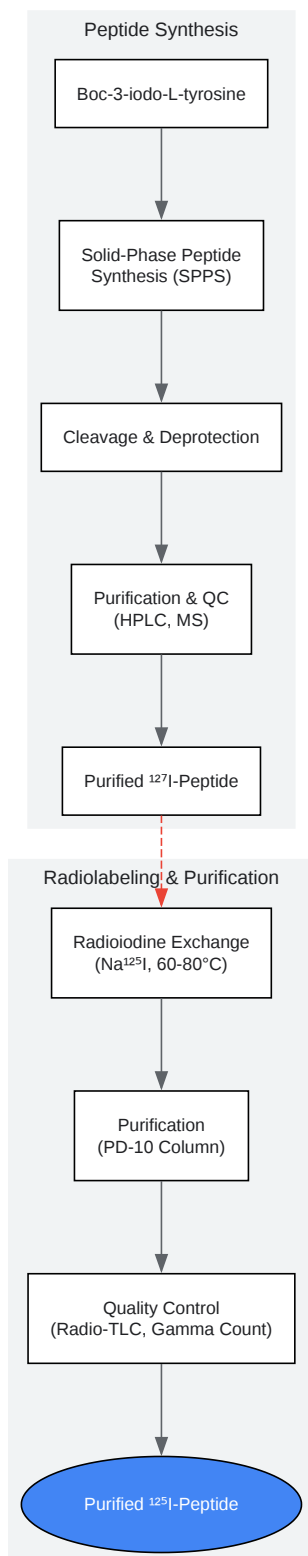 Peptide Synthesis
Boc-3-iodo-L-tyrosine
Solid-Phase Peptide
Synthesis (SPPS)
Cleavage & Deprotection
Purification & QC
(HPLC, MS)
Purified ¹²⁷I-Peptide
Radiolabeling & Purification
Radioiodine Exchange
(Na¹²⁵I, 60-80°C)
Purification
(PD-10 Column)
Quality Control
(Radio-TLC, Gamma Count)
Purified ¹²⁵I-Peptide